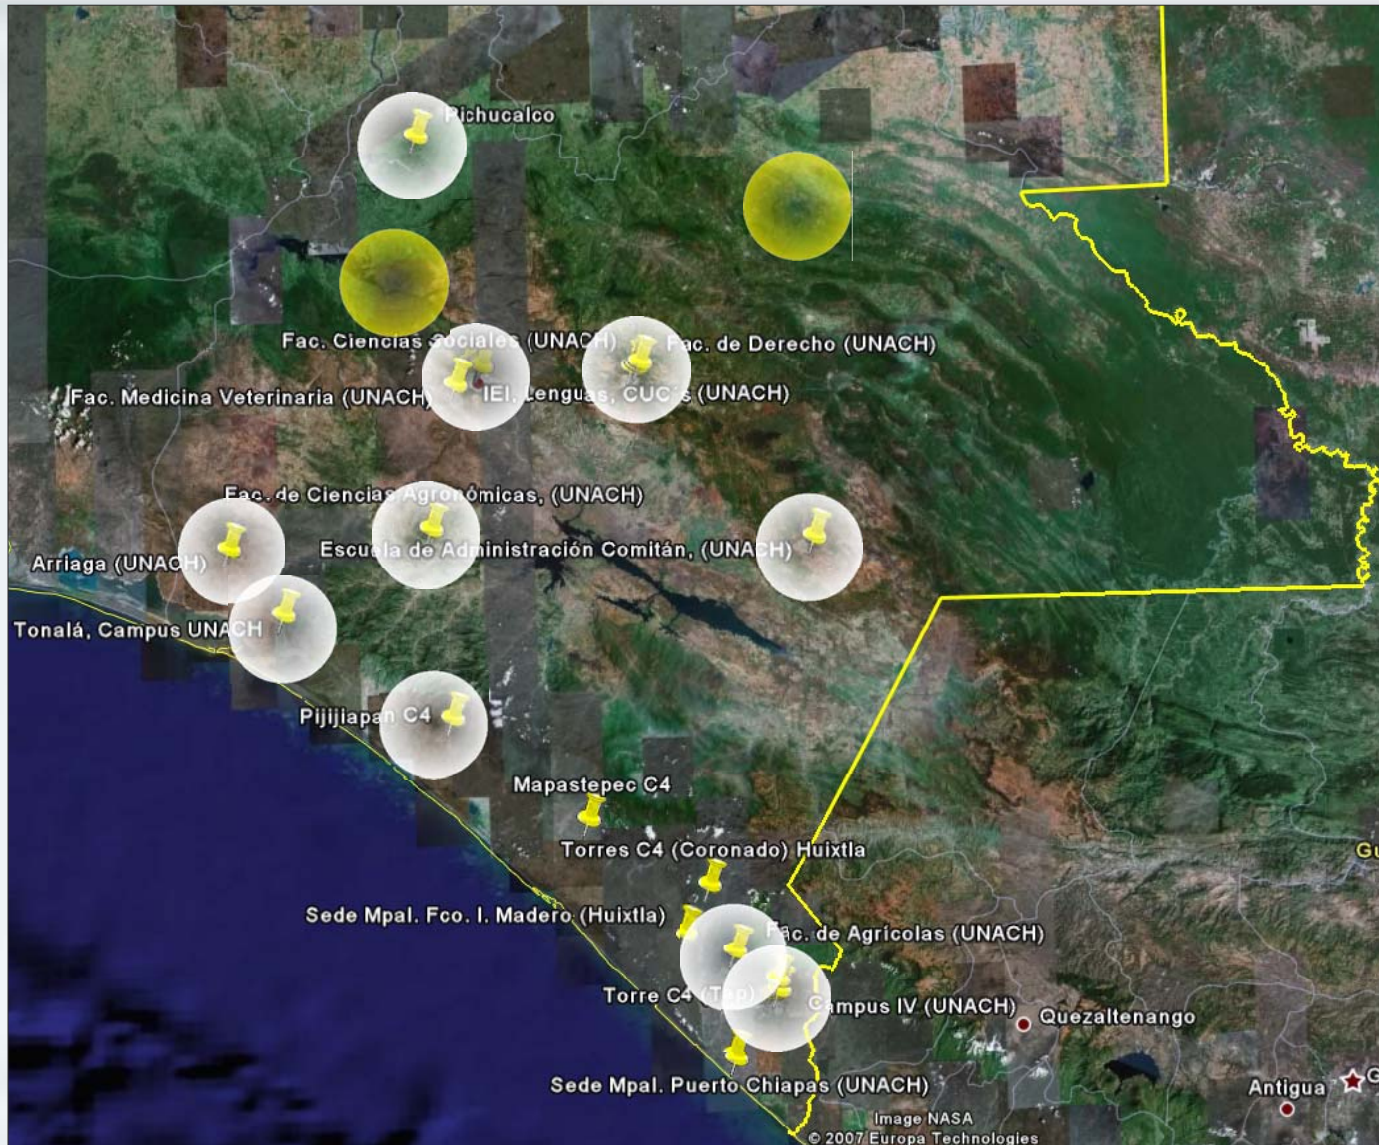 Pichucalco
Fac. Ciencias Sociales (UNACH)
Fac. de Derecho (UNACH)
Fac. Medicina Veterinaria (UNACH)
IEI, Lenguas, CUC´s (UNACH)
Fac. de Ciencias Agronómicas, (UNACH)
Escuela de Administración Comitán, (UNACH)
Arriaga (UNACH)
Tonalá, Campus UNACH
Pijijiapan C4
Mapastepec C4
Torres C4 (Coronado) Huixtla
Gu
Sede Mpal. Fco. I. Madero (Huixtla)
Fac. de Agrícolas (UNACH)
Torre C4 (Tap)
Campus IV (UNACH)
Quezaltenango
Sede Mpal. Puerto Chiapas (UNACH)
Antigua
G
Image NASA
© 2007 Europa Technologies